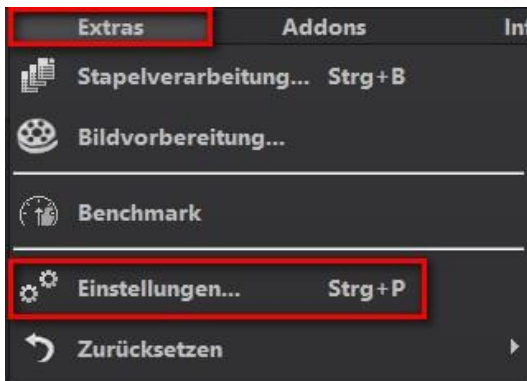 Extras Addons
Stapelverarbeitung... Strg+B
Bildvorbereitung...
Benchmark
Einstellungen... Strg+P
Zurücksetzen